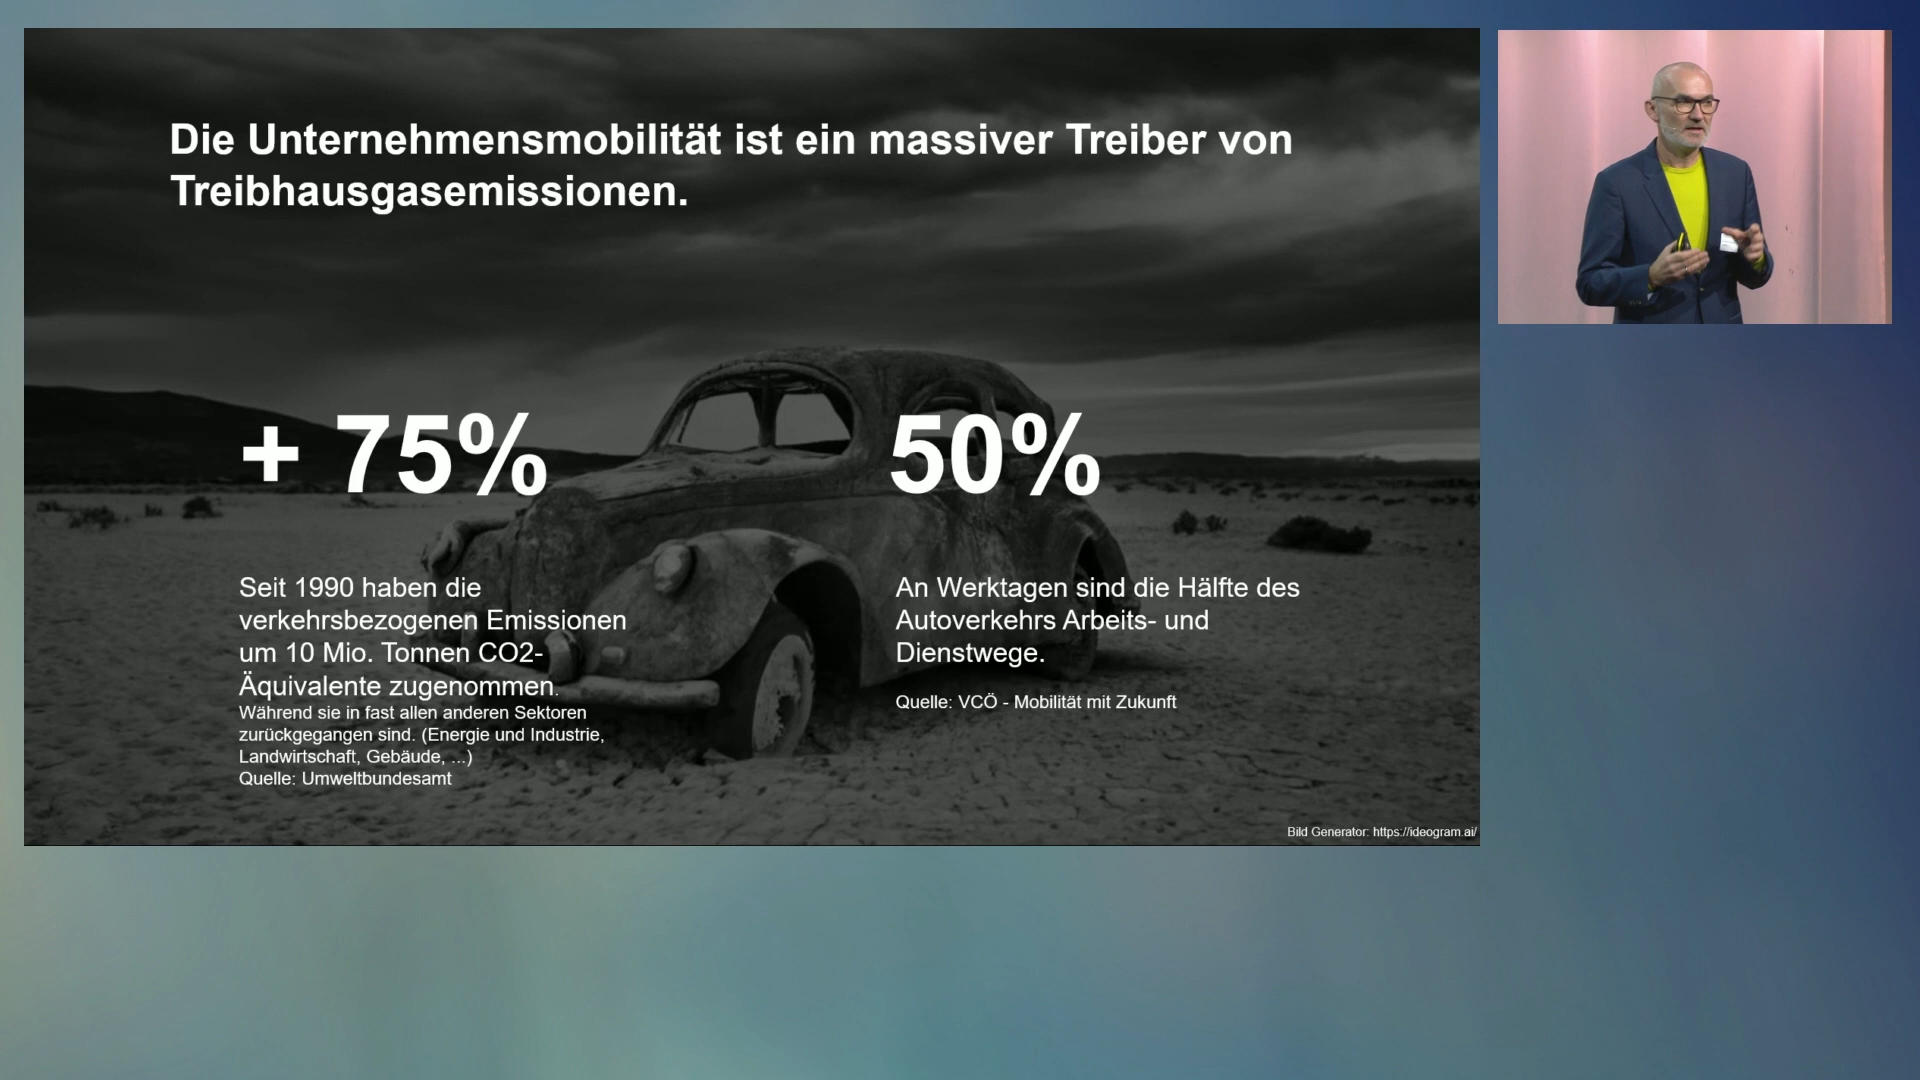 Die Unternehmensmobilität ist ein massiver Treiber von
Treibhausgasemissionen.
+ 75%
Seit 1990 haben die
verkehrsbezogenen Emissionen
um 10 Mio. Tonnen CO2-
Äquivalente zugenommen.
Während sie in fast allen anderen Sektoren
zurückgegangen sind. (Energie und Industrie,
Landwirtschaft, Gebäude, ...)
Quelle: Umweltbundesamt
50%
An Werktagen sind die Hälfte des
Autoverkehrs Arbeits- und
Dienstwege.
Quelle: VCÖ - Mobilität mit Zukunft
Bild Generator: https://ideogram.ai/